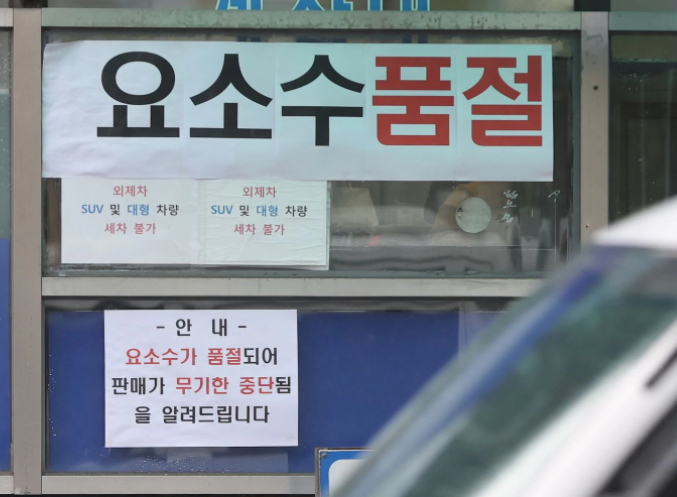 요소수품절
외제차
SUV 및 대형 차량
세차 불가
외제차
SUV 및 대형 차량
세차 불가
- 안 내 -
요소수가 품절되어
판매가 무기한 중단됨
을 알려드립니다